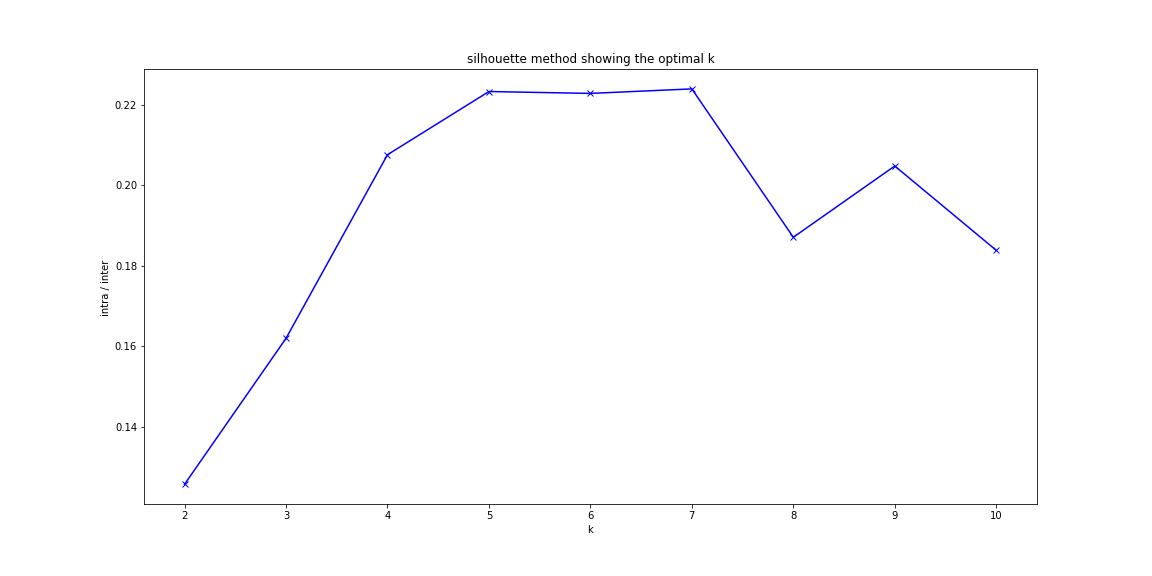 silhouette method showing the optimal k
0.22
0.20
0.18
0.16
0.14
intra / inter
2 3 4 5 6 7 8 9 10
k